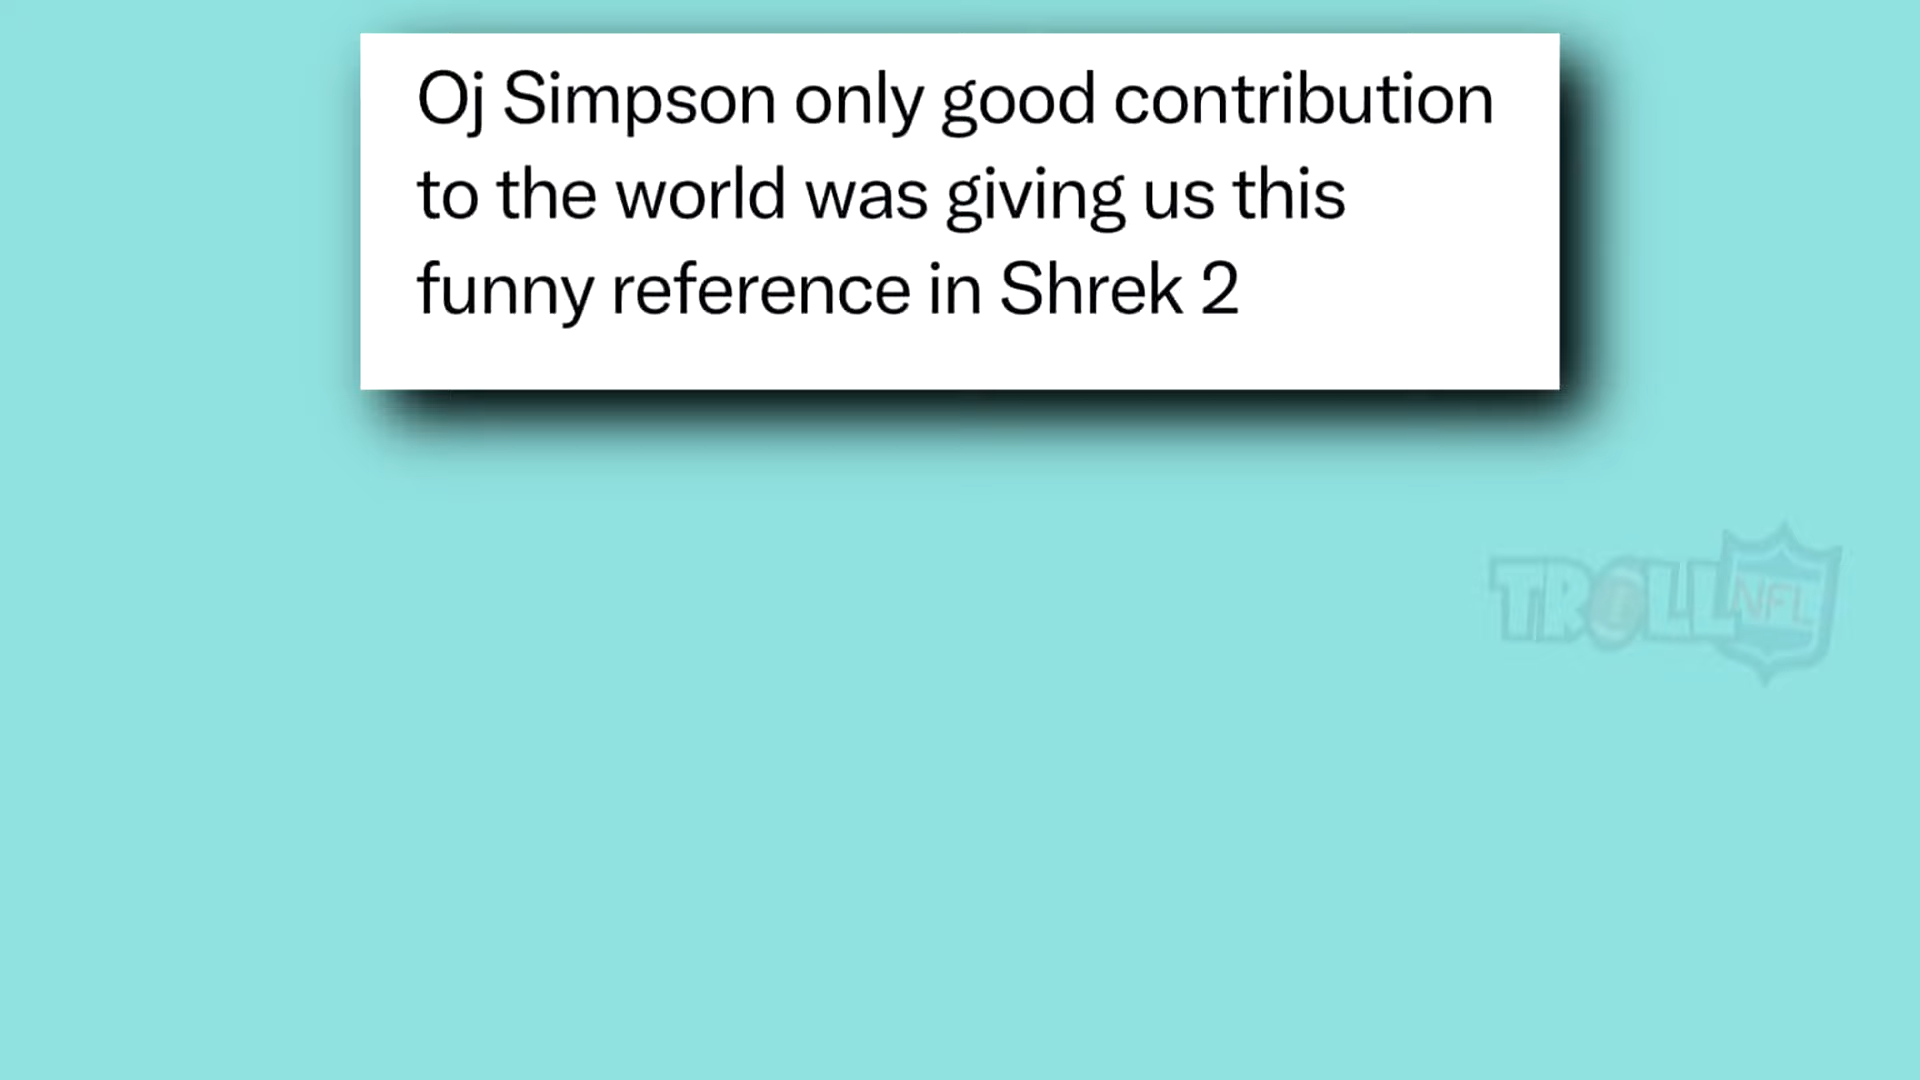 Oj Simpson only good contribution
to the world was giving us this
funny reference in Shrek 2
TROLL NFL